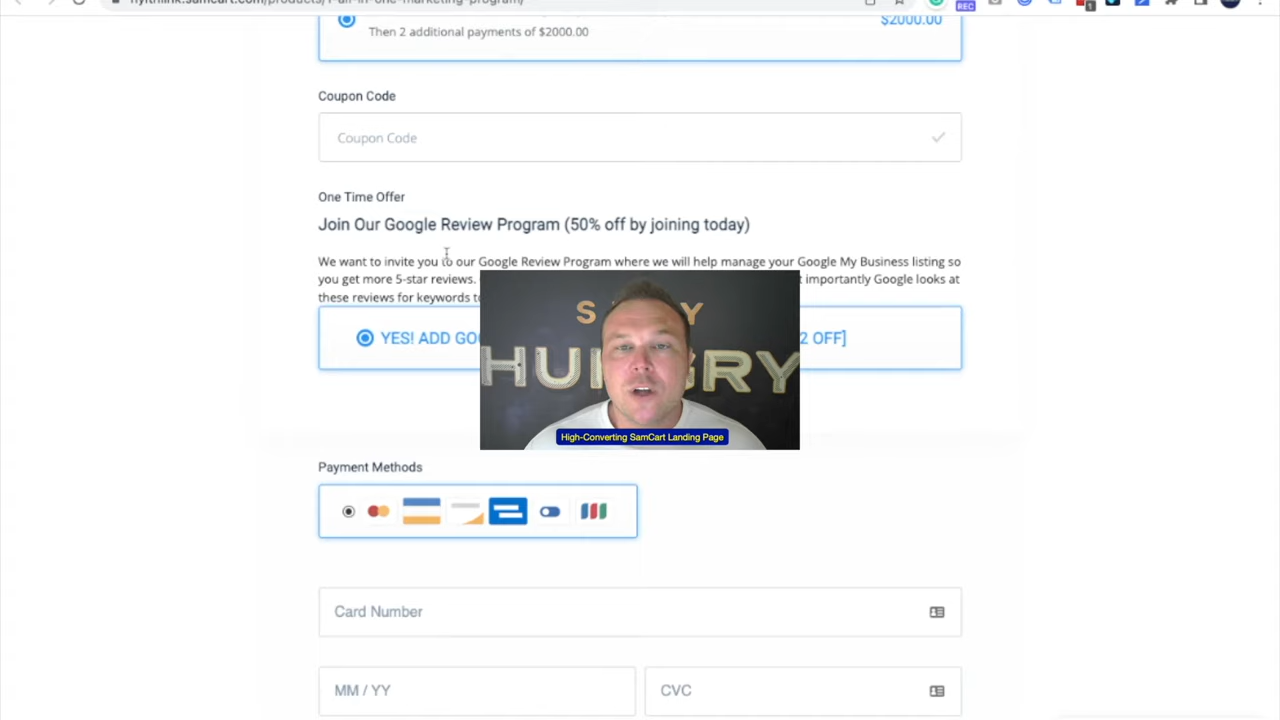 $2000.00
Then 2 additional payments of $2000.00
Coupon Code
Coupon Code
One Time Offer
Join Our Google Review Program (50% off by joining today)
We want to invite you to our Google Review Program where we will help manage your Google My Business listing so
you get more 5-star reviews. importantly Google looks at
these reviews for keywords
YES! ADD 2 OFF]
HUNGRY
High-Converting SamCart Landing Page
Payment Methods
Card Number
MM / YY
CVC
REC
1